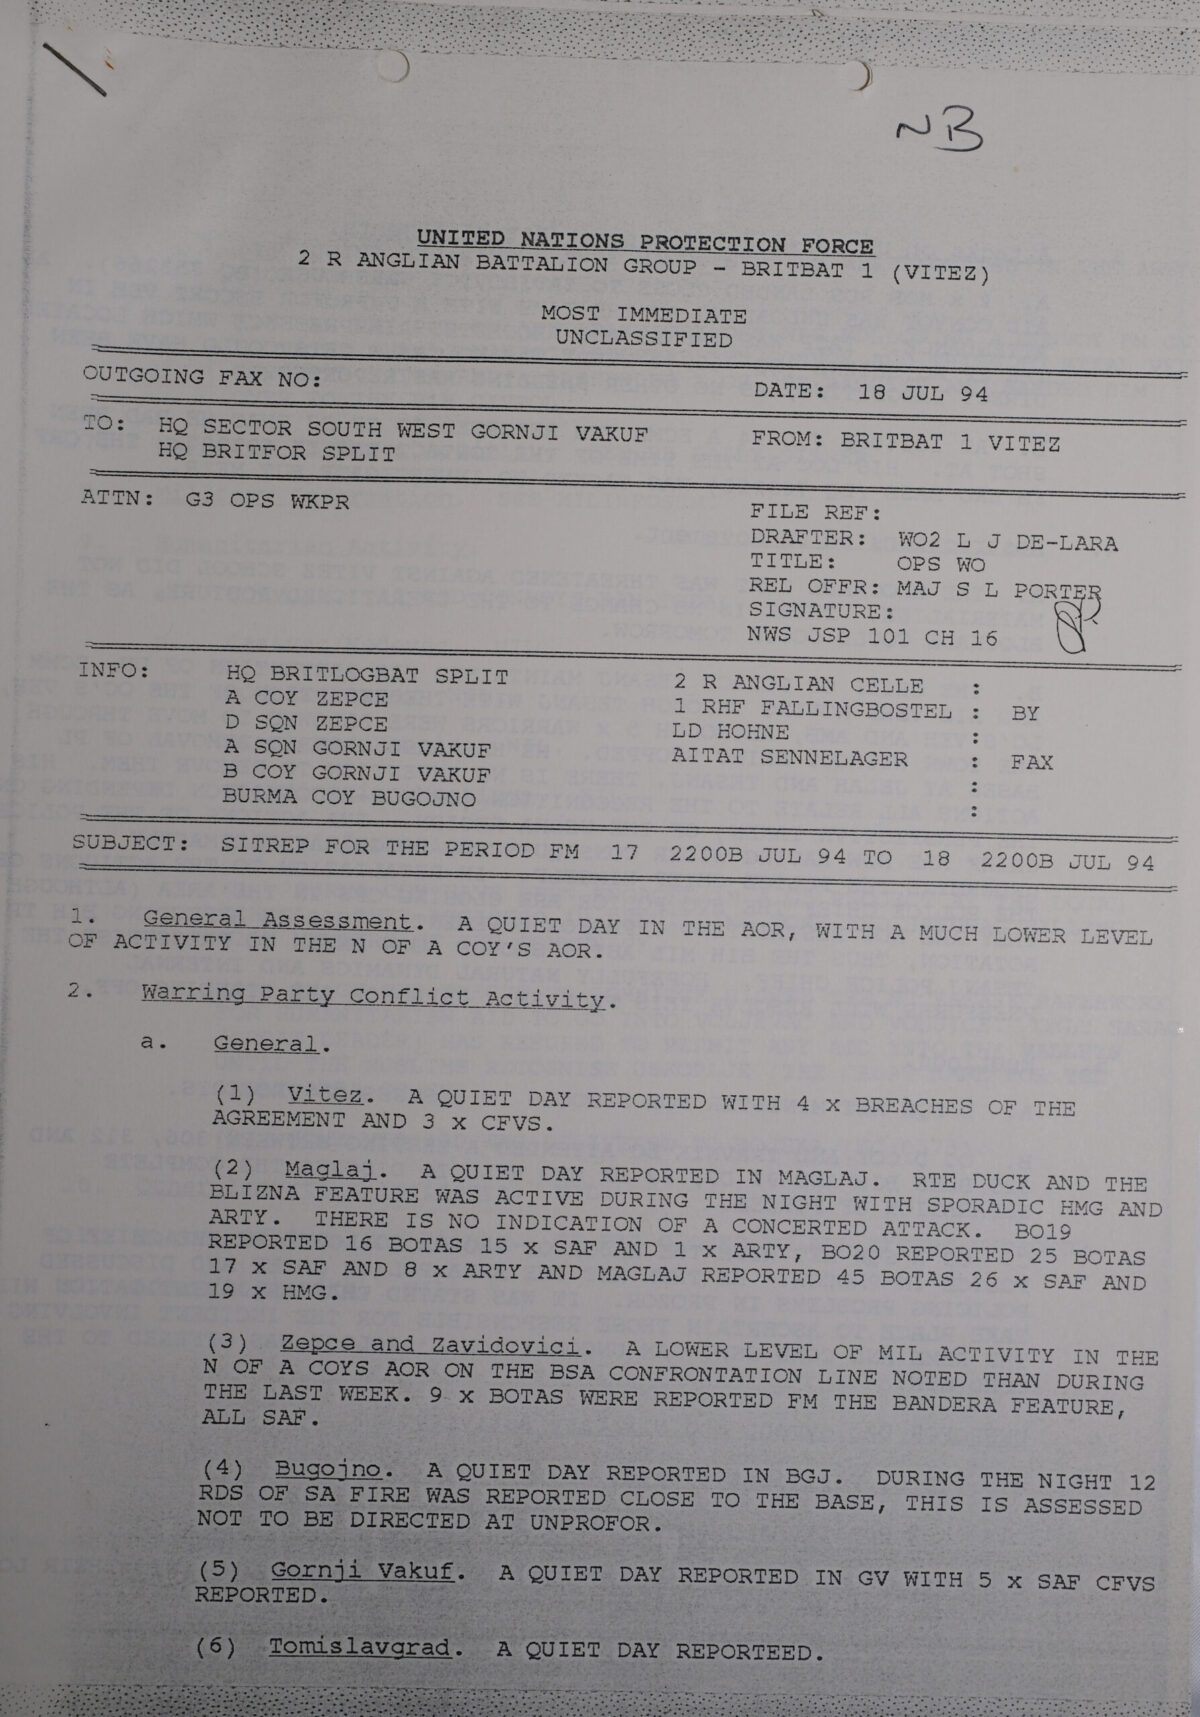 NB
UNITED NATIONS PROTECTION FORCE
2 R ANGLIAN BATTALION GROUP - BRITBAT 1 (VITEZ)
MOST IMMEDIATE
UNCLASSIFIED
OUTGOING FAX NO: DATE: 18 JUL 94
TO: HQ SECTOR SOUTH WEST GORNJI VAKUF FROM: BRITBAT 1 VITEZ
HQ BRITFOR SPLIT
ATTN: G3 OPS WKPR
FILE REF:
DRAFTER: WO2 L J DE-LARA
TITLE: OPS WO
REL OFFR: MAJ S L PORTER
SIGNATURE:
NWS JSP 101 CH 16
INFO: HQ BRITLOGBAT SPLIT 2 R ANGLIAN CELLE :
A COY ZEPCE 1 RHF FALLINGBOSTEL : BY
D SQN ZEPCE LD HOHNE :
A SQN GORNJI VAKUF AITAT SENNELAGER : FAX
B COY GORNJI VAKUF :
BURMA COY BUGOJNO :
SUBJECT: SITREP FOR THE PERIOD FM 17 2200B JUL 94 TO 18 2200B JUL 94
1. General Assessment. A QUIET DAY IN THE AOR, WITH A MUCH LOWER LEVEL
OF ACTIVITY IN THE N OF A COY'S AOR.
2. Warring Party Conflict Activity.
a. General.
(1) Vitez. A QUIET DAY REPORTED WITH 4 x BREACHES OF THE
AGREEMENT AND 3 x CFVS.
(2) Maglaj. A QUIET DAY REPORTED IN MAGLAJ. RTE DUCK AND THE
BLIZNA FEATURE WAS ACTIVE DURING THE NIGHT WITH SPORADIC HMG AND
ARTY. THERE IS NO INDICATION OF A CONCERTED ATTACK. BO19
REPORTED 16 BOTAS 15 x SAF AND 1 x ARTY, BO20 REPORTED 25 BOTAS
17 x SAF AND 8 x ARTY AND MAGLAJ REPORTED 45 BOTAS 26 x SAF AND
19 x HMG.
(3) Zepce and Zavidovici. A LOWER LEVEL OF MIL ACTIVITY IN THE
N OF A COYS AOR ON THE BSA CONFRONTATION LINE NOTED THAN DURING
THE LAST WEEK. 9 x BOTAS WERE REPORTED FM THE BANDERA FEATURE,
ALL SAF.
(4) Bugojno. A QUIET DAY REPORTED IN BGJ. DURING THE NIGHT 12
RDS OF SA FIRE WAS REPORTED CLOSE TO THE BASE, THIS IS ASSESSED
NOT TO BE DIRECTED AT UNPROFOR.
(5) Gornji Vakuf. A QUIET DAY REPORTED IN GV WITH 5 x SAF CFVS
REPORTED.
(6) Tomislavgrad. A QUIET DAY REPORTEED.